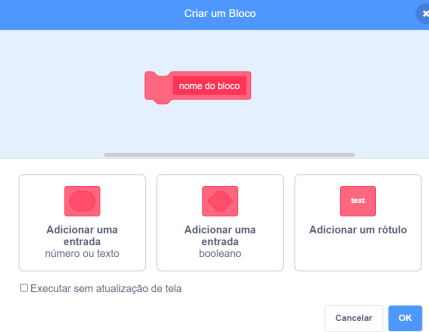 Criar um Bloco
nome do bloco
text
Adicionar uma
entrada
número ou texto
Adicionar uma
entrada
booleano
Adicionar um rótulo
Executar sem atualização de tela
Cancelar
OK